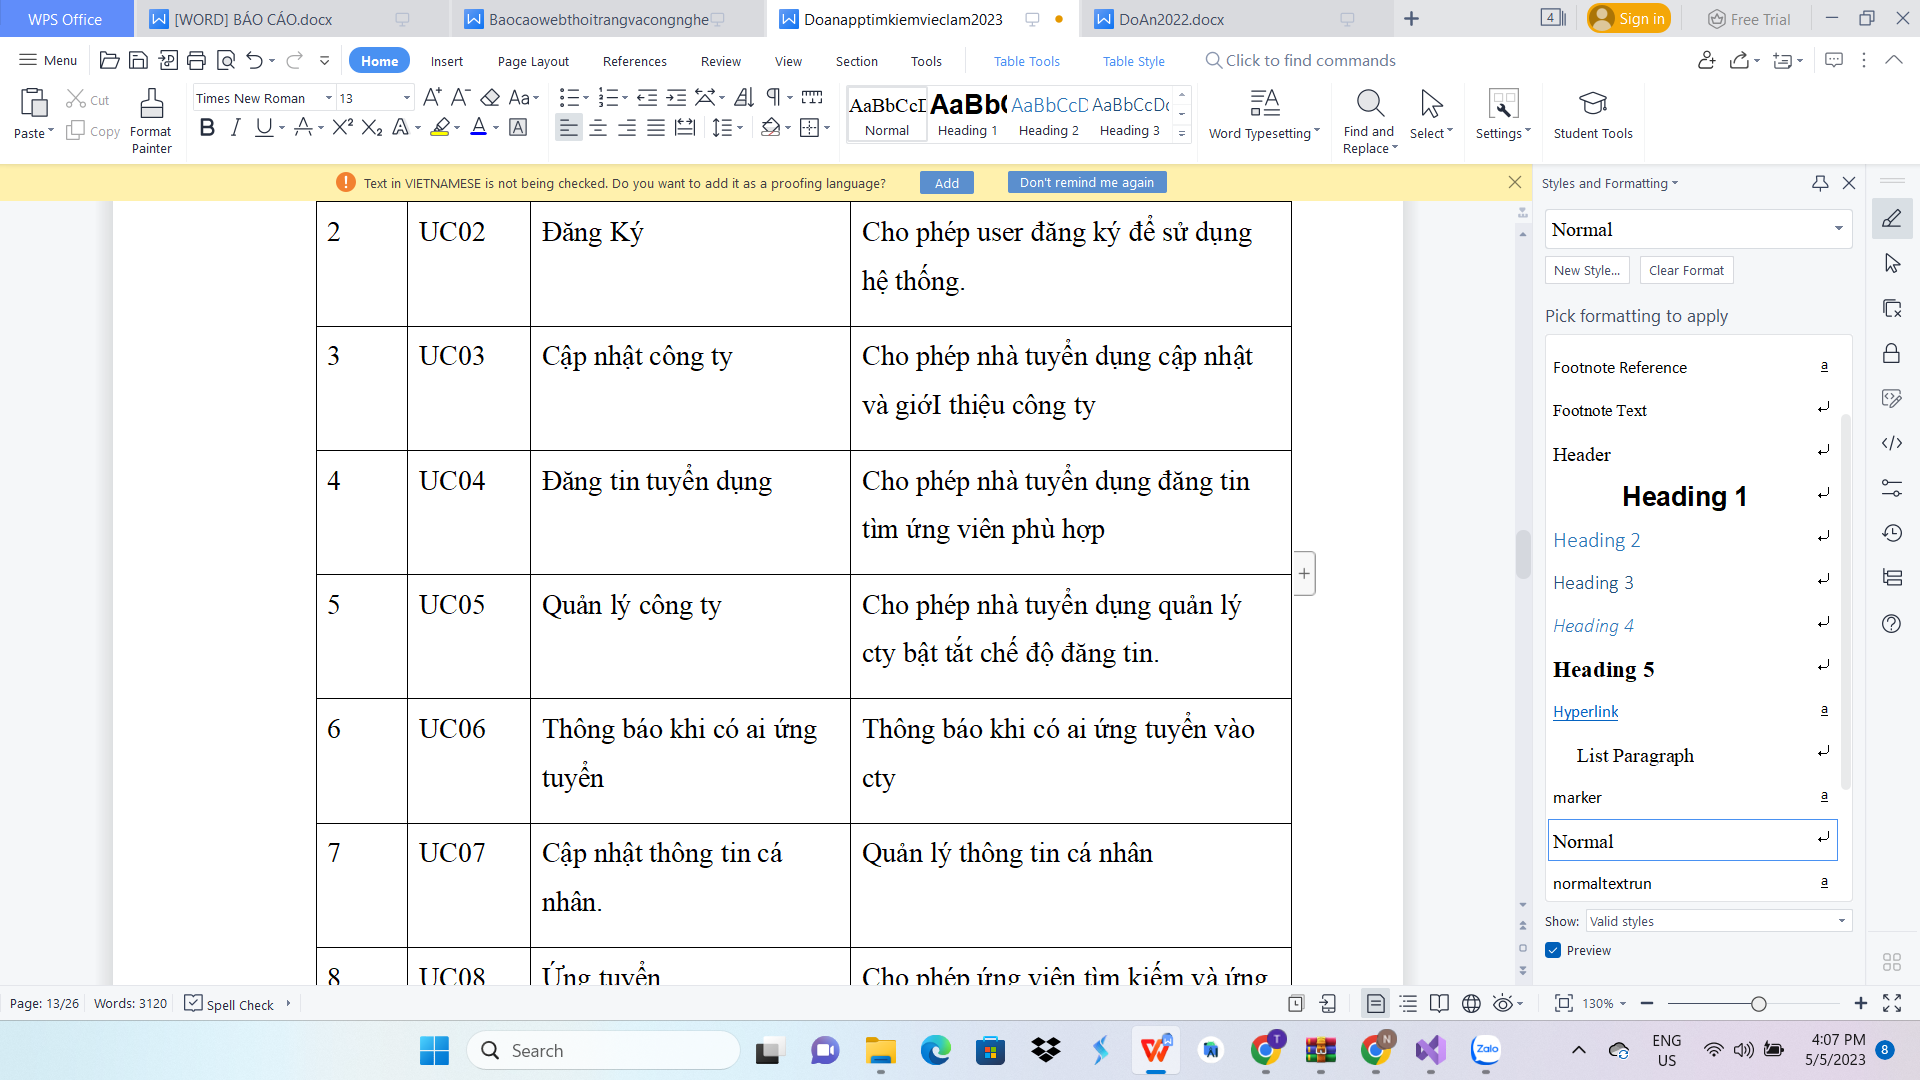 WPS Office
[WORD] BÁO CÁO.docx
Baocaowebthoitrangvacongnghe
Doanapptimkiemvieclam2023
DoAn2022.docx
4
Sign in
Free Trial
Menu
Home
Insert
Page Layout
References
Review
View
Section
Tools
Table Tools
Table Style
Click to find commands
Paste
Cut
Copy
Format Painter
Times New Roman
13
AaBbCcD Normal
AaBb( Heading 1
AaBbCcD Heading 2
AaBbCcDc Heading 3
Word Typesetting
Find and Replace
Select
Settings
Student Tools
Text in VIETNAMESE is not being checked. Do you want to add it as a proofing language?
Add
Don't remind me again
2 UC02 Đăng Ký Cho phép user đăng ký để sử dụng
hệ thống.
3 UC03 Cập nhật công ty Cho phép nhà tuyển dụng cập nhật
và giớI thiệu công ty
4 UC04 Đăng tin tuyển dụng Cho phép nhà tuyển dụng đăng tin
tìm ứng viên phù hợp
5 UC05 Quản lý công ty Cho phép nhà tuyển dụng quản lý
cty bật tắt chế độ đăng tin.
6 UC06 Thông báo khi có ai ứng Thông báo khi có ai ứng tuyển vào
tuyển cty
7 UC07 Cập nhật thông tin cá Quản lý thông tin cá nhân
nhân.
8 UC08 Ứng tuyển Cho phép ứng viên tìm kiếm và ứng
Styles and Formatting
Normal
New Style...
Clear Format
Pick formatting to apply
Footnote Reference a
Footnote Text
Header
Heading 1
Heading 2
Heading 3
Heading 4
Heading 5
Hyperlink a
List Paragraph
marker a
Normal
normaltextrun a
Show: Valid styles
Preview
Page: 13/26
Words: 3120
Spell Check
130%
Search
Zalo
ENG
US
4:07 PM
5/5/2023
8